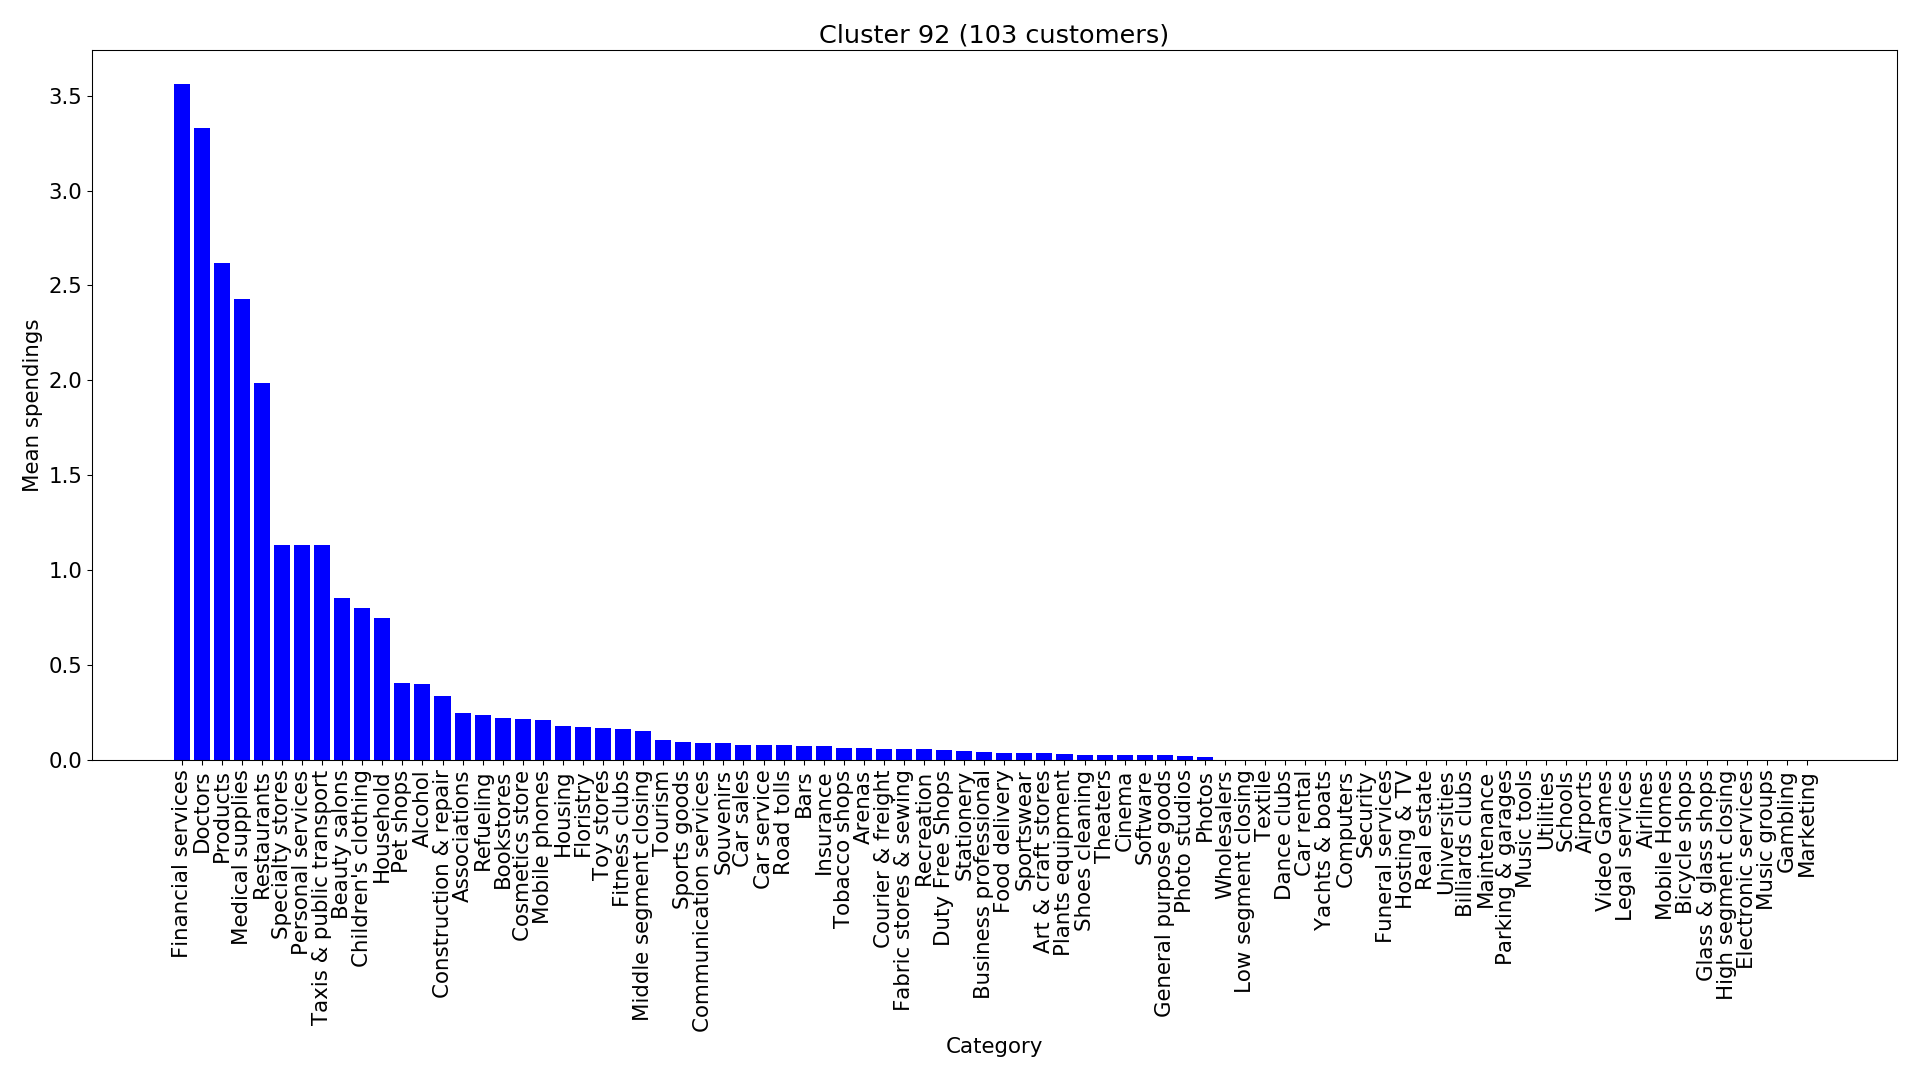 Cluster 92 (103 customers)
Mean spendings
3.5
3.0
2.5
2.0
1.5
1.0
0.5
0.0
Financial services
Doctors
Products
Medical supplies
Restaurants
Specialty stores
Personal services
Taxis & public transport
Beauty salons
Children's clothing
Household
Pet shops
Alcohol
Construction & repair
Associations
Refueling
Bookstores
Cosmetics store
Mobile phones
Housing
Floristry
Toy stores
Fitness clubs
Middle segment closing
Tourism
Sports goods
Communication services
Souvenirs
Car sales
Car service
Road tolls
Bars
Insurance
Tobacco shops
Arenas
Courier & freight
Fabric stores & sewing
Recreation
Duty Free Shops
Stationery
Business professional
Food delivery
Sportswear
Art & craft stores
Plants equipment
Shoes cleaning
Theaters
Cinema
Software
General purpose goods
Photo studios
Photos
Wholesalers
Low segment closing
Textile
Dance clubs
Car rental
Yachts & boats
Computers
Security
Funeral services
Hosting & TV
Real estate
Universities
Billiards clubs
Maintenance
Parking & garages
Music tools
Utilities
Schools
Airports
Video Games
Legal services
Airlines
Mobile Homes
Bicycle shops
Glass & glass shops
High segment closing
Electronic services
Music groups
Gambling
Marketing
Category